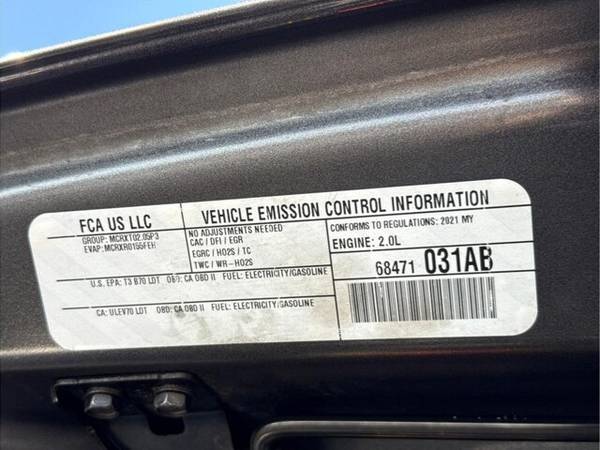 FCA US LLC
GROUP: MCRXT02.05P3
EVAP: MCRXR0155FEH
VEHICLE EMISSION CONTROL INFORMATION
NO ADJUSTMENTS NEEDED
CAC / DFI / EGR
EGRC / HO2S / TC
TWC / WR-HO2S
CONFORMS TO REGULATIONS: 2021 MY
ENGINE: 2.0L
U.S. EPA: T3 B70 LDT OBD: CA OBD II FUEL: ELECTRICITY/GASOLINE
68471 031AB
CA: ULEV70 LDT OBD: CA OBD II FUEL: ELECTRICITY/GASOLINE